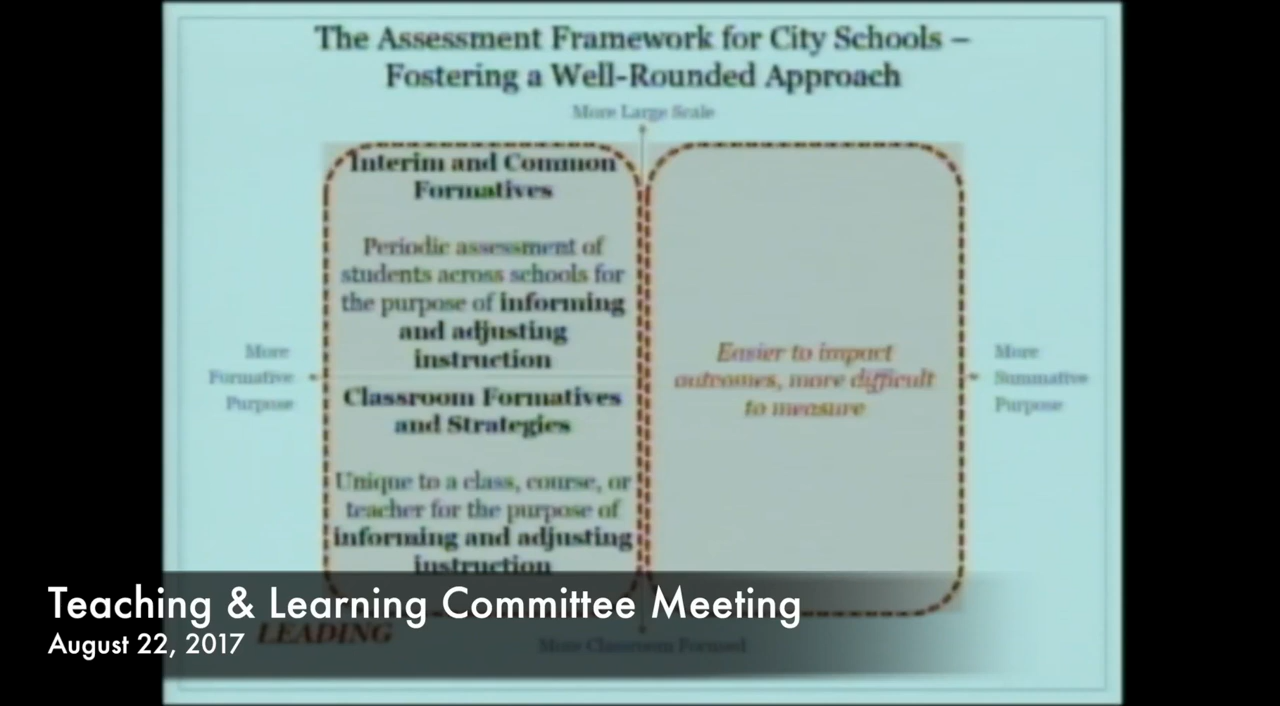 The Assessment Framework for City Schools –
Fostering a Well-Rounded Approach
More Large Scale
Interim and Common
Formatives
Periodic assessment of
students across schools for
the purpose of informing
and adjusting
instruction
Classroom Formatives
and Strategies
Unique to a class, course, or
teacher for the purpose of
informing and adjusting
instruction
More
Formative
Purpose
Easier to impact
outcomes, more difficult
to measure
More
Summative
Purpose
LEADING
More Classroom Focused
Teaching & Learning Committee Meeting
August 22, 2017